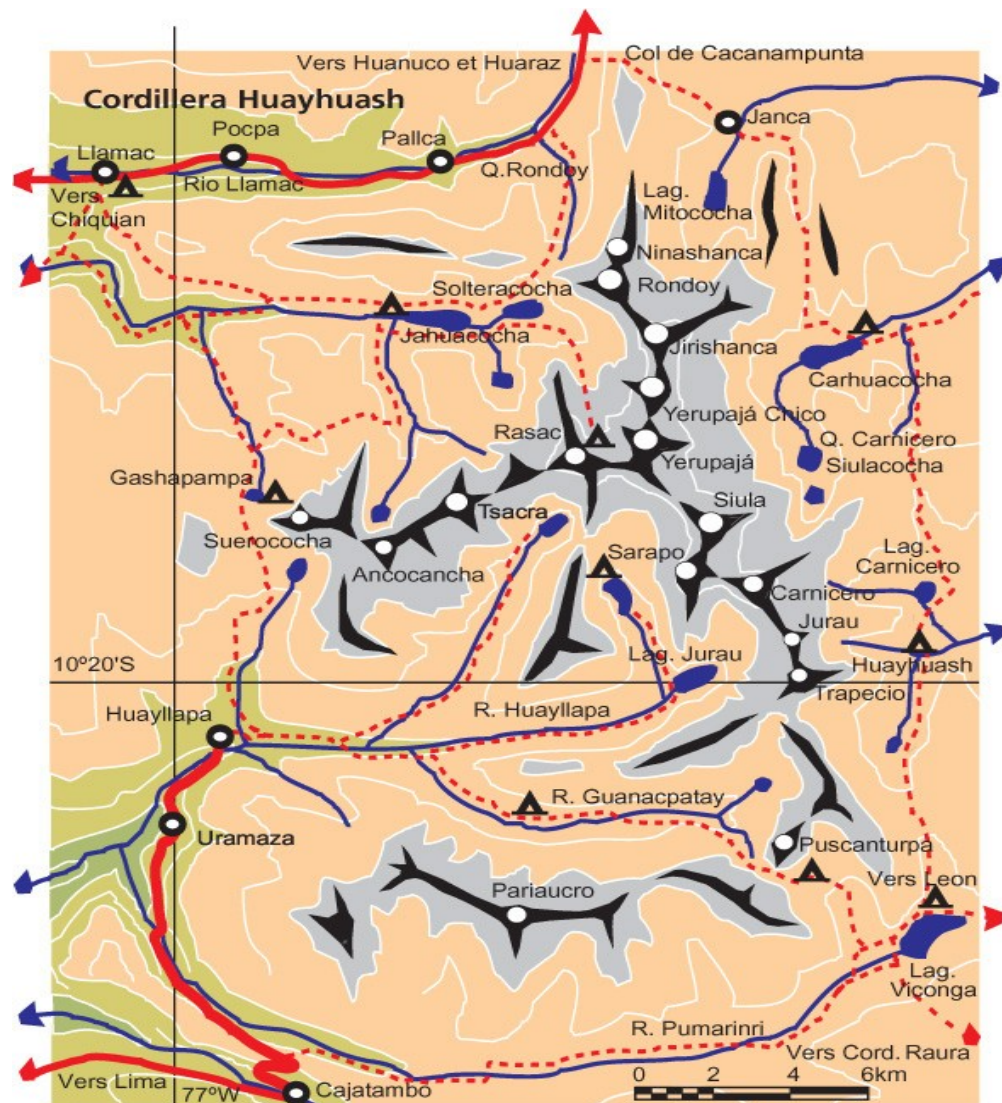 Vers Huanuco et Huaraz
Col de Cacanampunta
Cordillera Huayhuash
Janca
Pocpa
Pallca
Llamac
Q.Rondoy
Rio Llamac
Vers
Chiquian
Lag.
Mitococha
Ninashanca
Rondoy
Solteracocha
Jahuacocha
Jirishanca
Carhuacocha
Yerupajá Chico
Rasac
Q. Carnicero
Yerupajá
Siulacocha
Gashapampa
Siula
Tsacra
Suerococha
Sarapo
Lag.
Carnicero
Ancocancha
Carnicero
Jurau
10º20'S
Lag. Jurau
Huayhuash
Trapecio
Huayllapa
R. Huayllapa
R. Guanacpatay
Uramaza
Puscanturpa
Vers Leon
Pariaucro
Lag.
Viconga
R. Pumarinri
Vers Cord. Raura
Vers Lima
77ºW
Cajatambo
0 2 4 6km